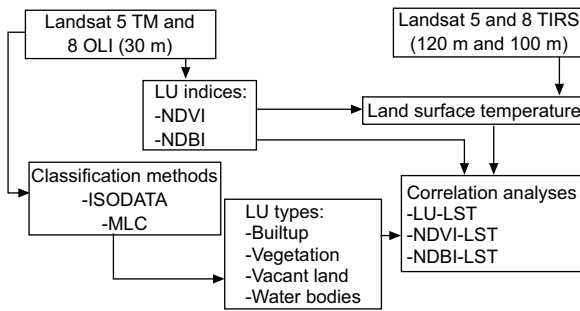 Landsat 5 TM and
8 OLI (30 m)
Landsat 5 and 8 TIRS
(120 m and 100 m)
LU indices:
-NDVI
-NDBI
Land surface temperature
Classification methods
-ISODATA
-MLC
LU types:
-Builtup
-Vegetation
-Vacant land
-Water bodies
Correlation analyses
-LU-LST
-NDVI-LST
-NDBI-LST